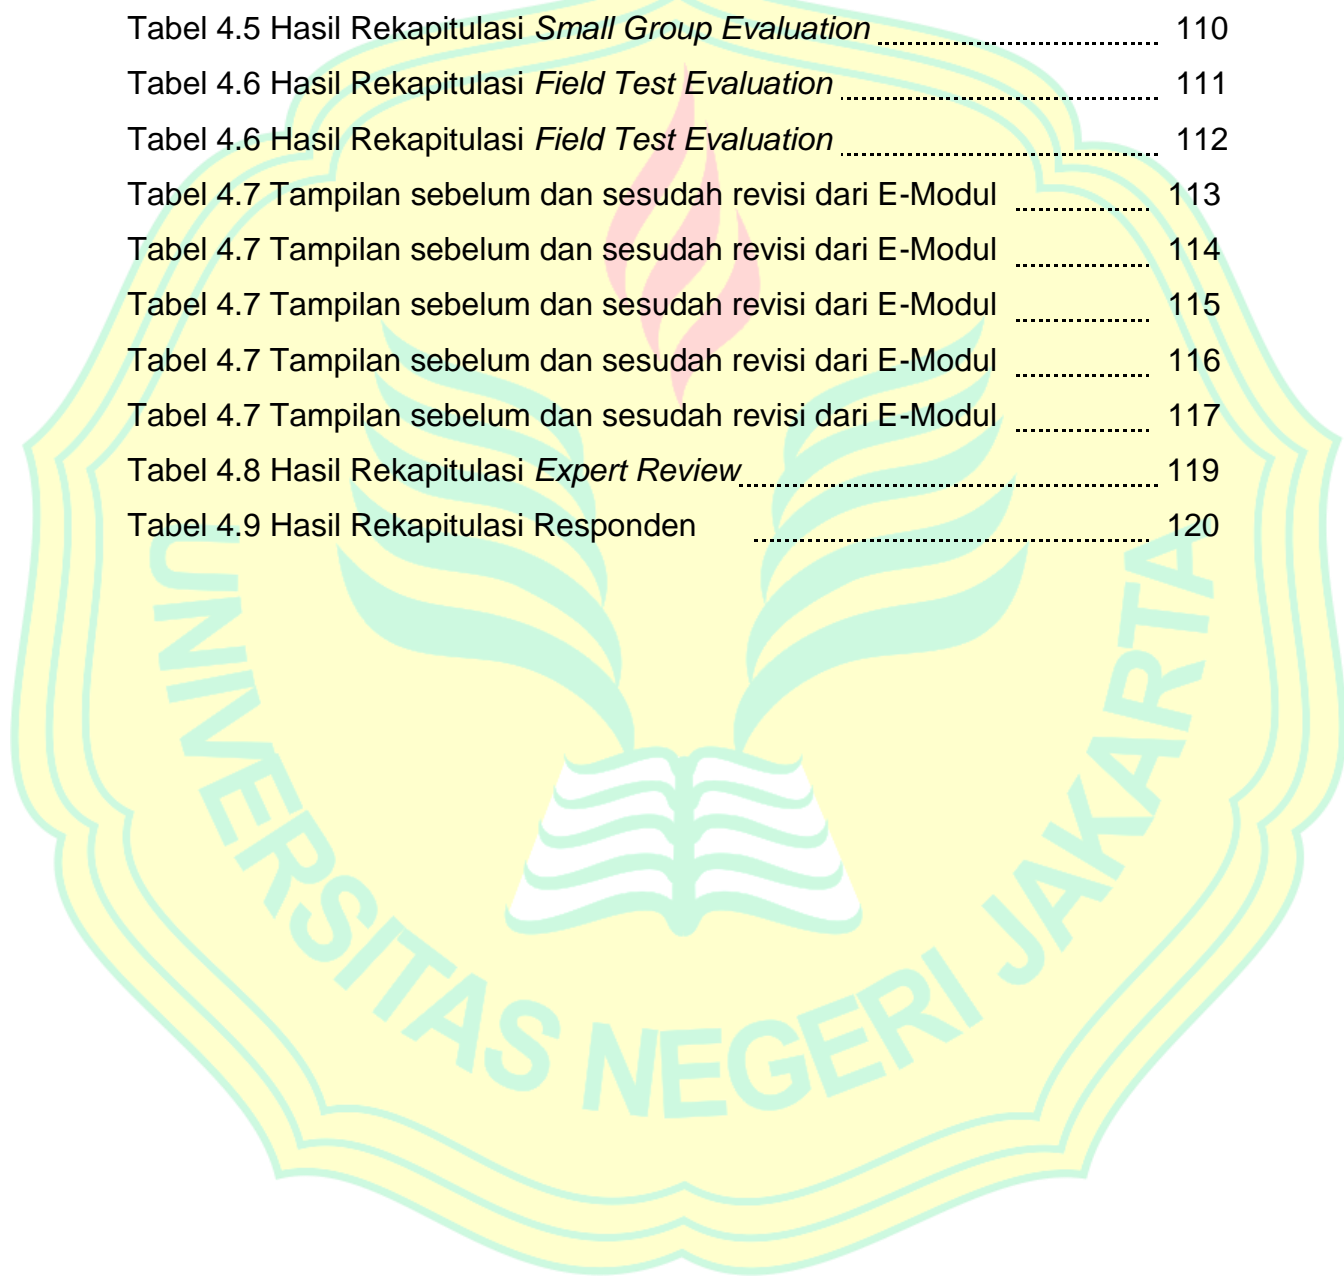 Tabel 4.5 Hasil Rekapitulasi Small Group Evaluation 110
Tabel 4.6 Hasil Rekapitulasi Field Test Evaluation 111
Tabel 4.6 Hasil Rekapitulasi Field Test Evaluation 112
Tabel 4.7 Tampilan sebelum dan sesudah revisi dari E-Modul 113
Tabel 4.7 Tampilan sebelum dan sesudah revisi dari E-Modul 114
Tabel 4.7 Tampilan sebelum dan sesudah revisi dari E-Modul 115
Tabel 4.7 Tampilan sebelum dan sesudah revisi dari E-Modul 116
Tabel 4.7 Tampilan sebelum dan sesudah revisi dari E-Modul 117
Tabel 4.8 Hasil Rekapitulasi Expert Review 119
Tabel 4.9 Hasil Rekapitulasi Responden 120
UNIVERSITAS NEGERI JAKARTA